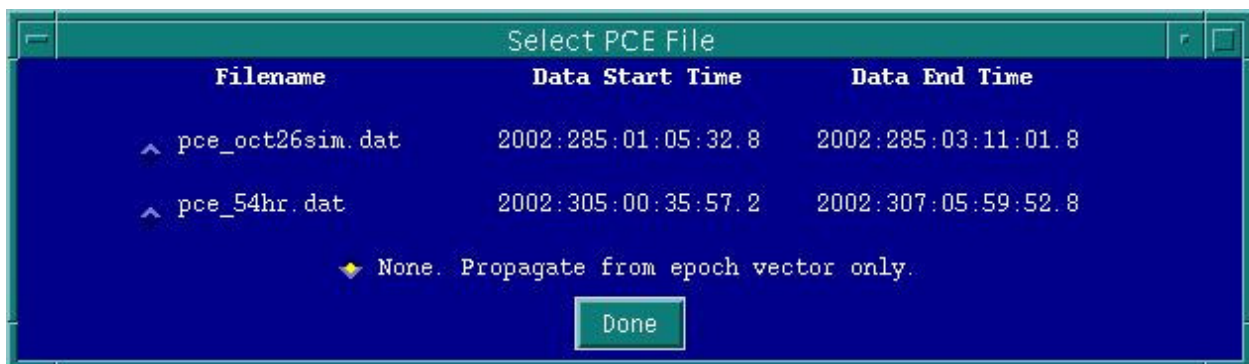 Select PCE File
Filename Data Start Time Data End Time
pce_oct26sim.dat 2002:285:01:05:32.8 2002:285:03:11:01.8
pce_54hr.dat 2002:305:00:35:57.2 2002:307:05:59:52.8
None. Propagate from epoch vector only.
Done